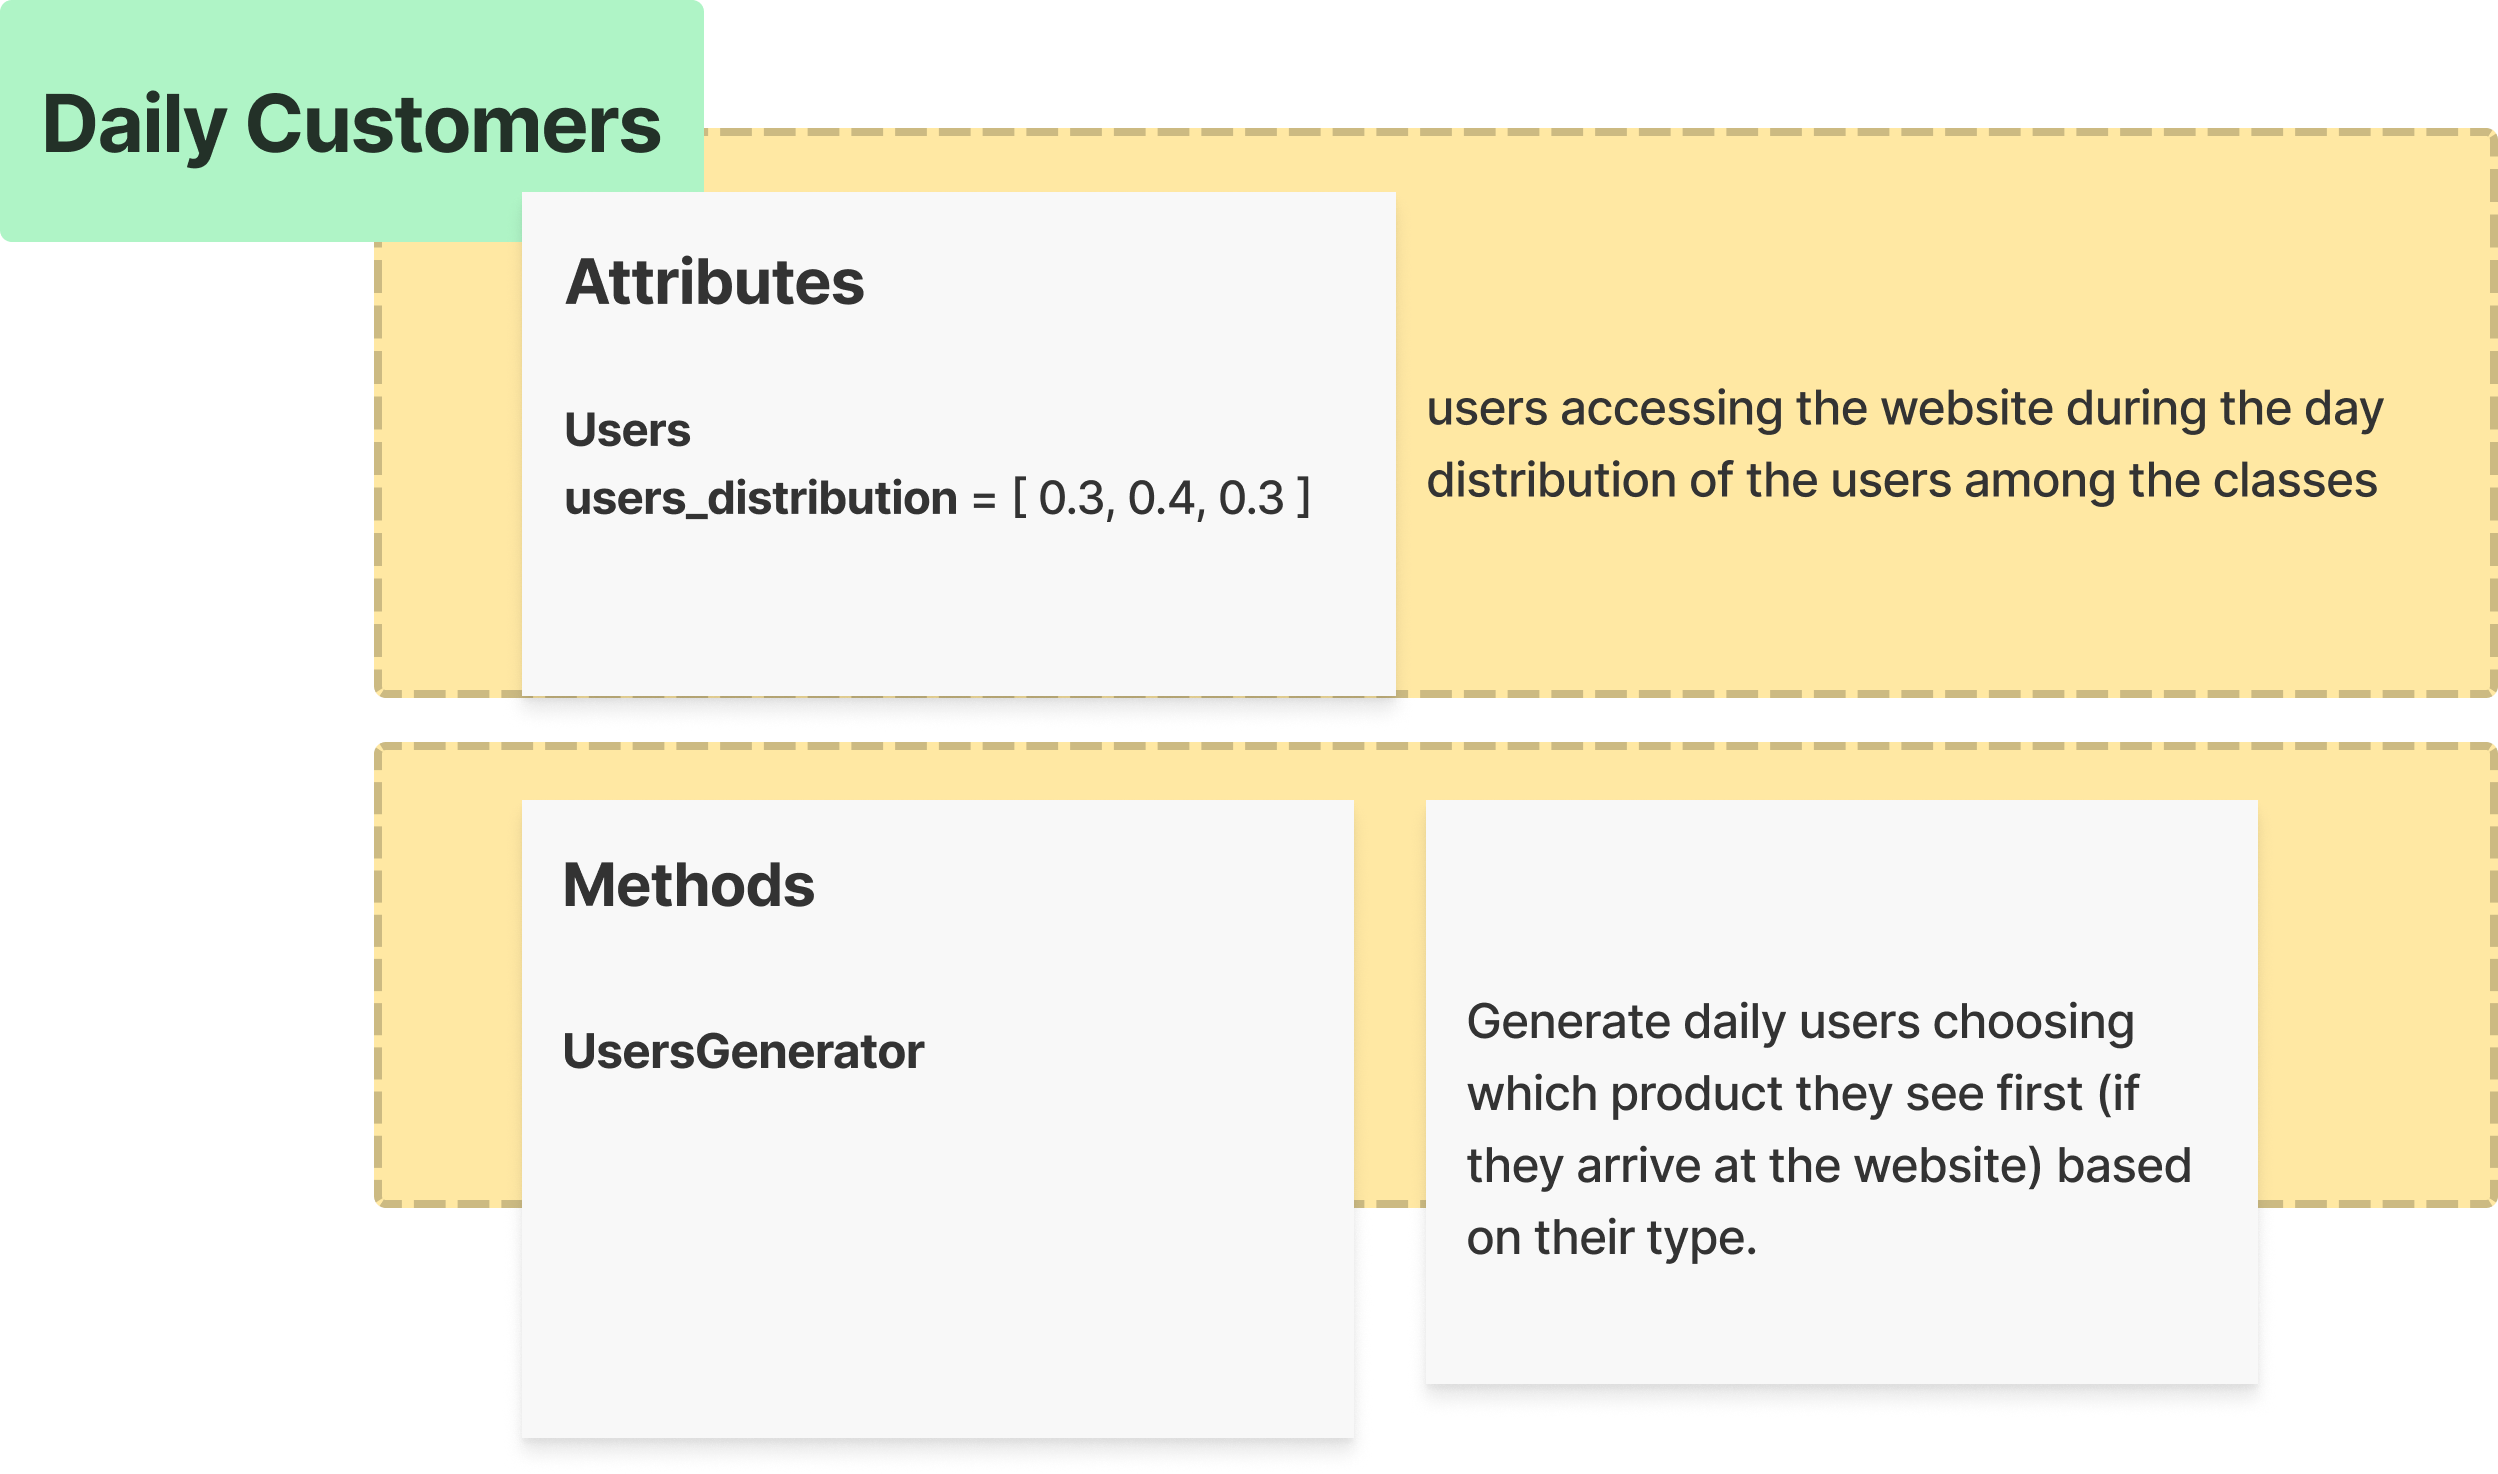 Daily Customers
Attributes
Users
users_distribution = [ 0.3, 0.4, 0.3 ]
users accessing the website during the day
distribution of the users among the classes
Methods
UsersGenerator
Generate daily users choosing
which product they see first (if
they arrive at the website) based
on their type.